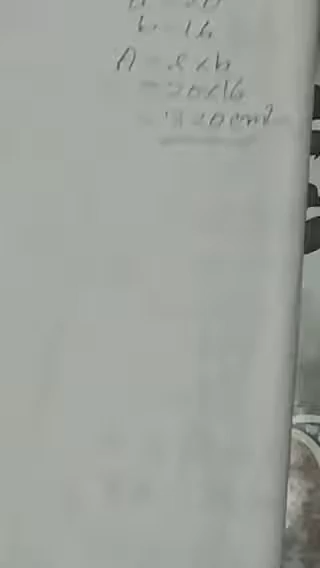 b = 16
A = l × b
= 20 × 16
= 320 cm²